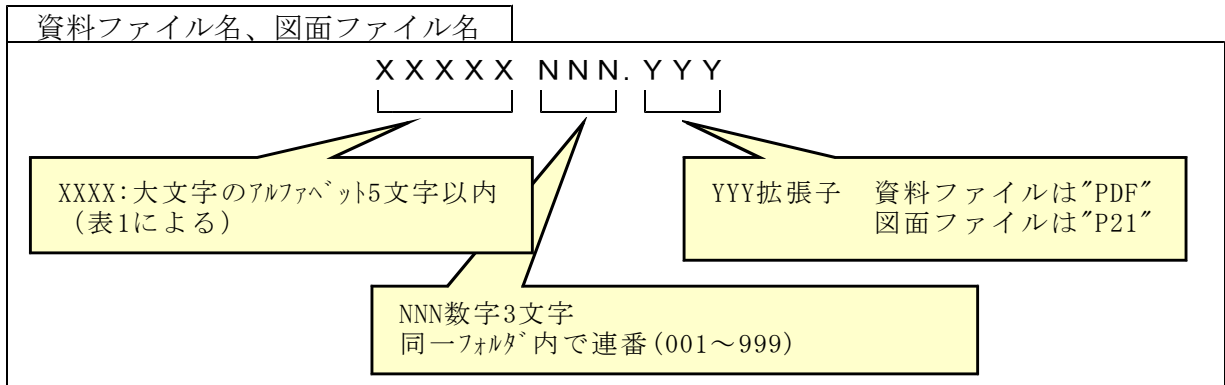 資料ファイル名、図面ファイル名
XXXXX NNN.YYY
XXXX:大文字のｱﾙﾌｧﾍﾞｯﾄ5文字以内
(表1による)
YYY拡張子　資料ファイルは"PDF"
図面ファイルは"P21"
NNN数字3文字
同一ﾌｫﾙﾀﾞ内で連番(001～999)